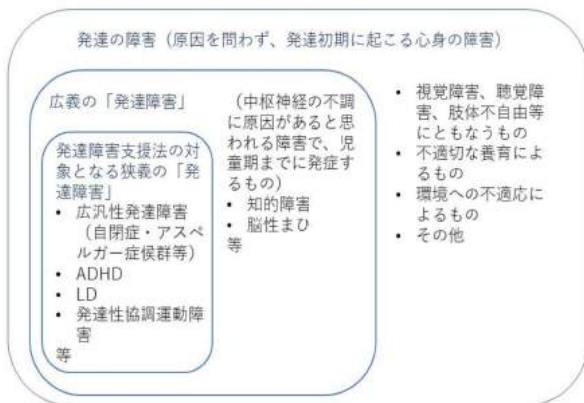 発達の障害（原因を問わず、発達初期に起こる心身の障害）
広義の「発達障害」
発達障害支援法の対
象となる狭義の「発
達障害」
• 広汎性発達障害
（自閉症・アスペ
ルガー症候群等）
• ADHD
• LD
• 発達性協調運動障
害
等
（中枢神経の不調
に原因があると思
われる障害で、児
童期までに発症す
るもの）
• 知的障害
• 脳性まひ
等
• 視覚障害、聴覚障
害、肢体不自由等
にともなうもの
• 不適切な養育によ
るもの
• 環境への不適応に
よるもの
• その他